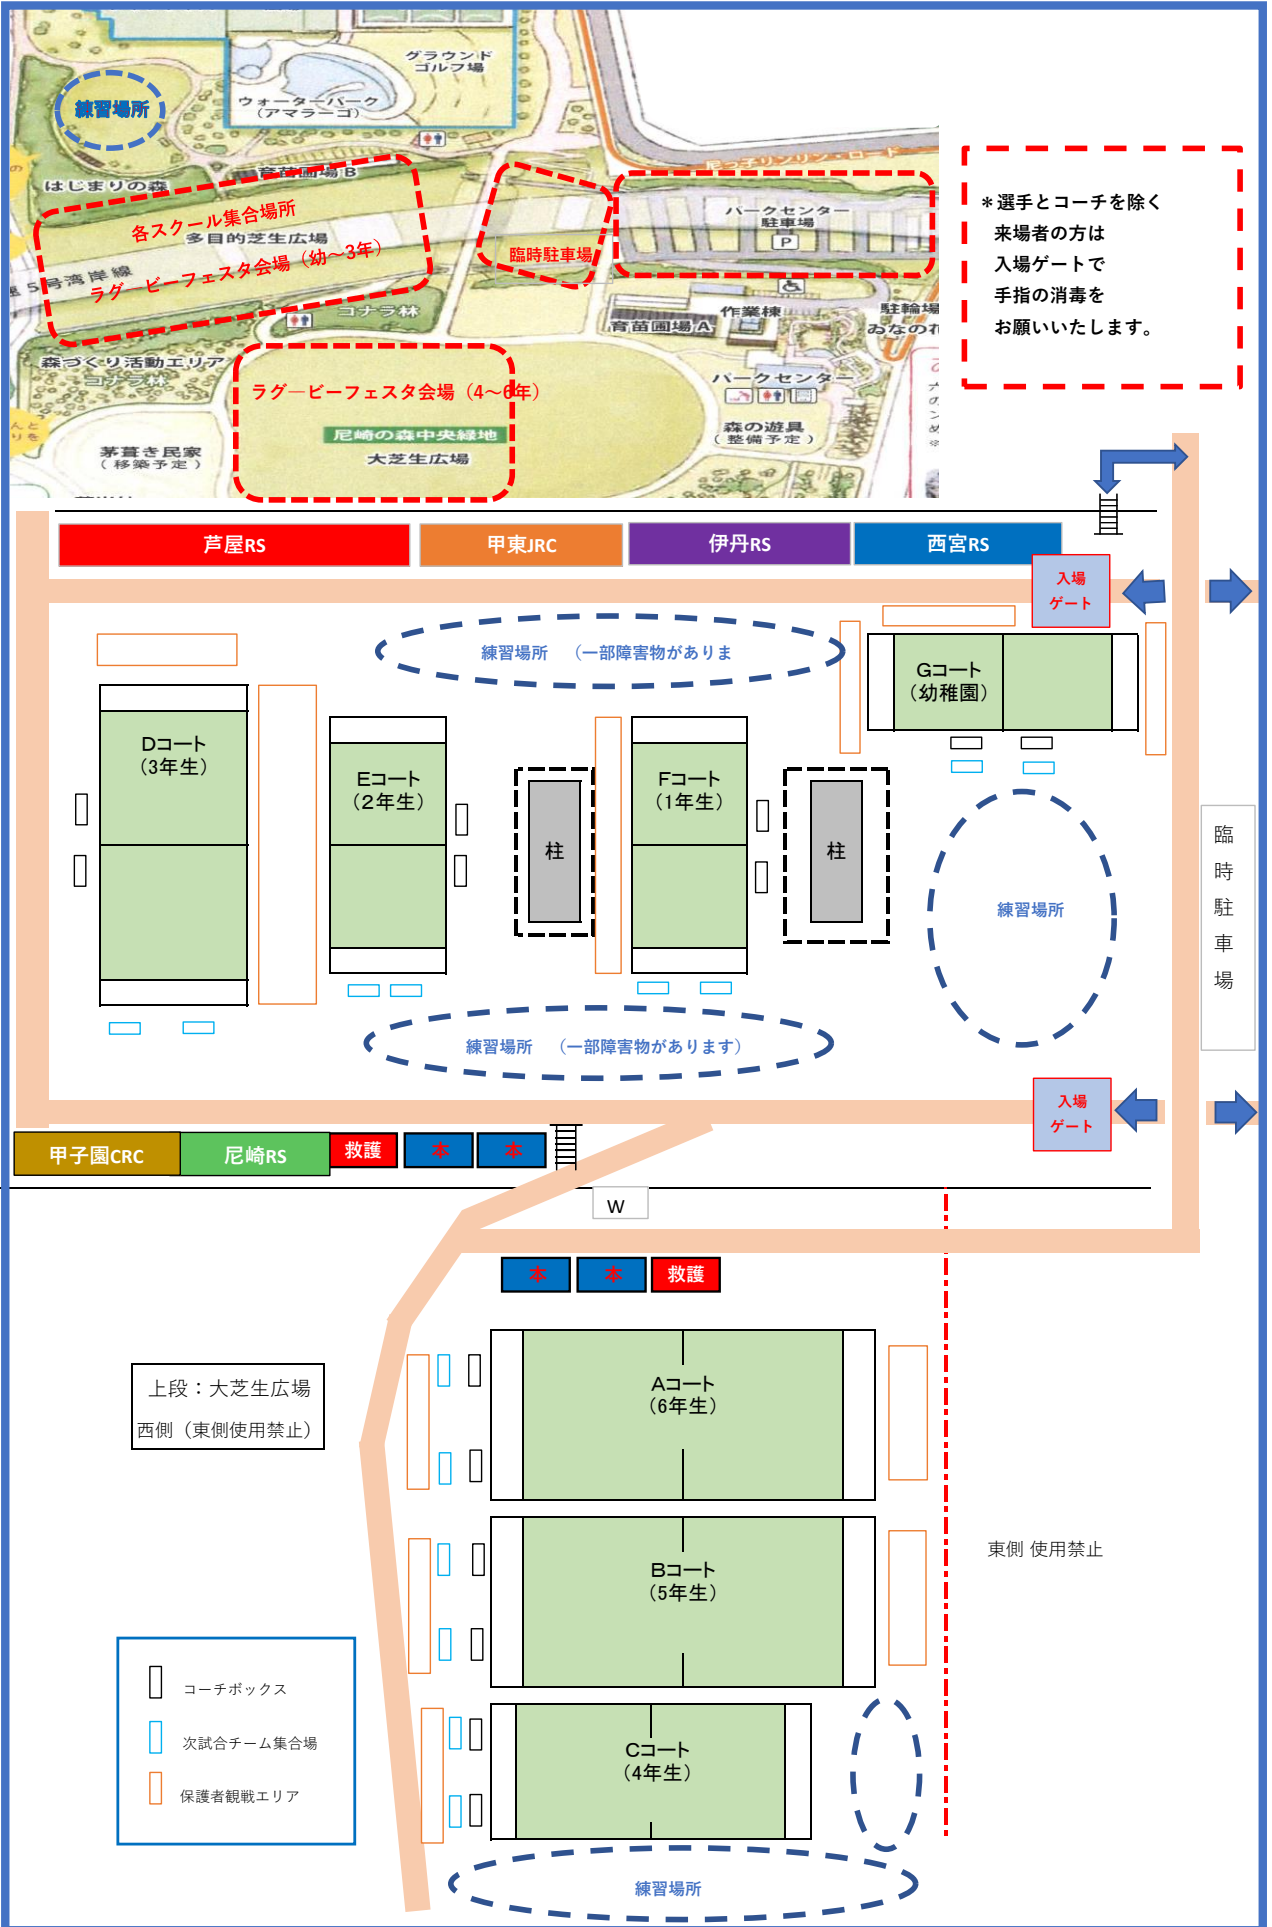 グラウンド
ゴルフ場
ウォーターパーク
(アマラーゴ)
練習場所
尼っ子リンリン・ロード
はじまりの森
育苗圃場B
各スクール集合場所
多目的芝生広場
ラグ―ビーフェスタ会場（幼～3年）
5号湾岸線
臨時駐車場
パークセンター
駐車場
P
コナラ林
育苗圃場A
作業棟
駐輪場
森づくり活動エリア
コナラ林
ラグ―ビーフェスタ会場（4～6年）
尼崎の森中央緑地
大芝生広場
パークセンター
森の遊具
(整備予定)
茅葺き民家
(移築予定)
＊選手とコーチを除く
来場者の方は
入場ゲートで
手指の消毒を
お願いいたします。
芦屋RS
甲東JRC
伊丹RS
西宮RS
入場
ゲート
練習場所　（一部障害物がありま
Gコート
（幼稚園）
Dコート
（3年生）
Eコート
（２年生）
柱
Fコート
（1年生）
柱
練習場所
臨時駐車場
練習場所　（一部障害物があります）
入場
ゲート
甲子園CRC
尼崎RS
救護
本
本
W
本
本
救護
上段：大芝生広場
西側（東側使用禁止）
Aコート
（6年生）
Bコート
（5年生）
東側 使用禁止
Cコート
（4年生）
コーチボックス
次試合チーム集合場
保護者観戦エリア
練習場所